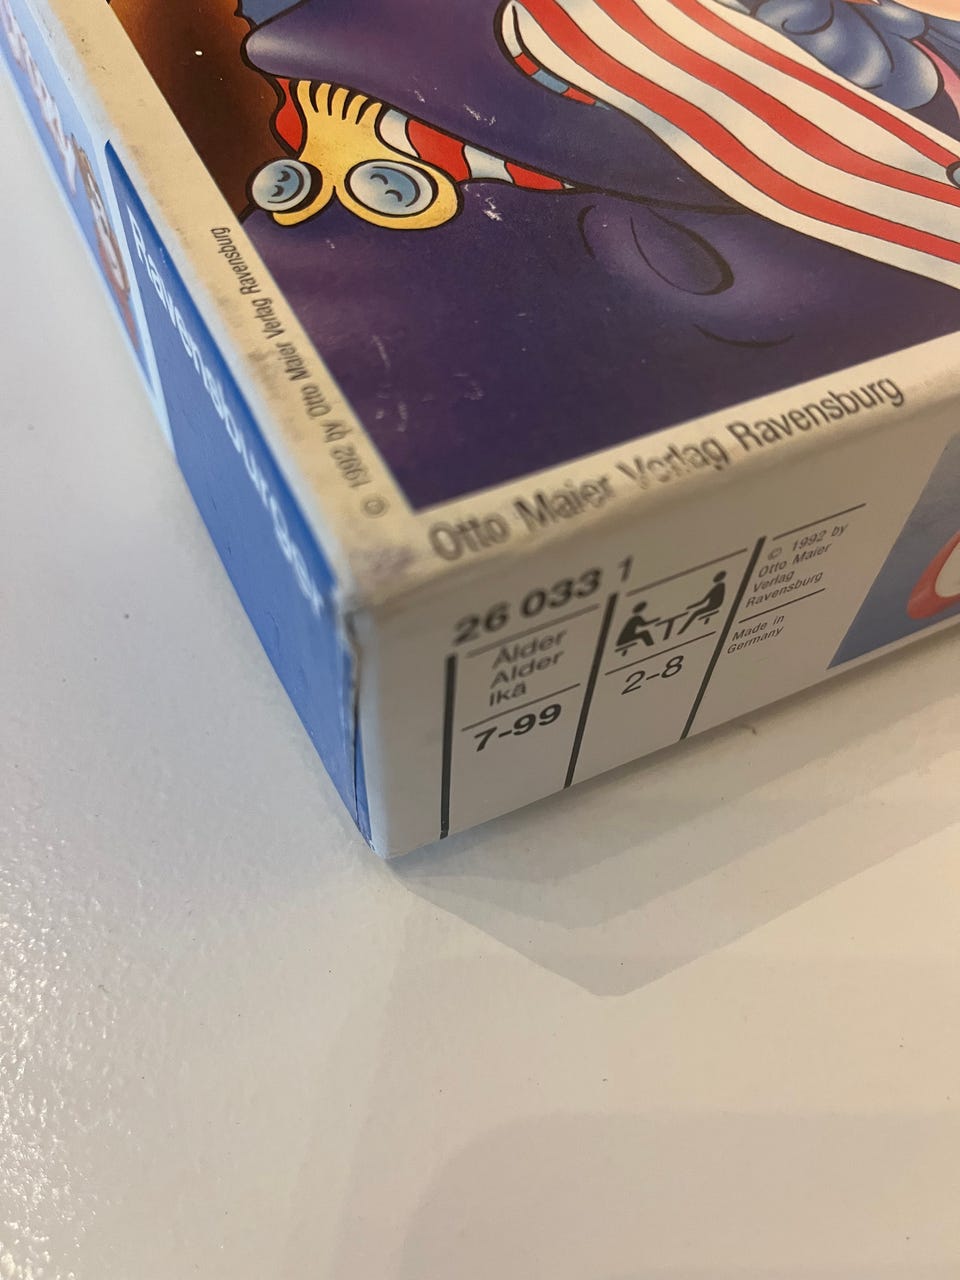 © 1992 by Otto Maier Verlag Ravensburg
Otto Maier Verlag Ravensburg
Ravensburger
26 033 1
Ålder
Alder
Ikä
7-99
2-8
© 1992 by
Otto Maier
Verlag
Ravensburg
Made in
Germany